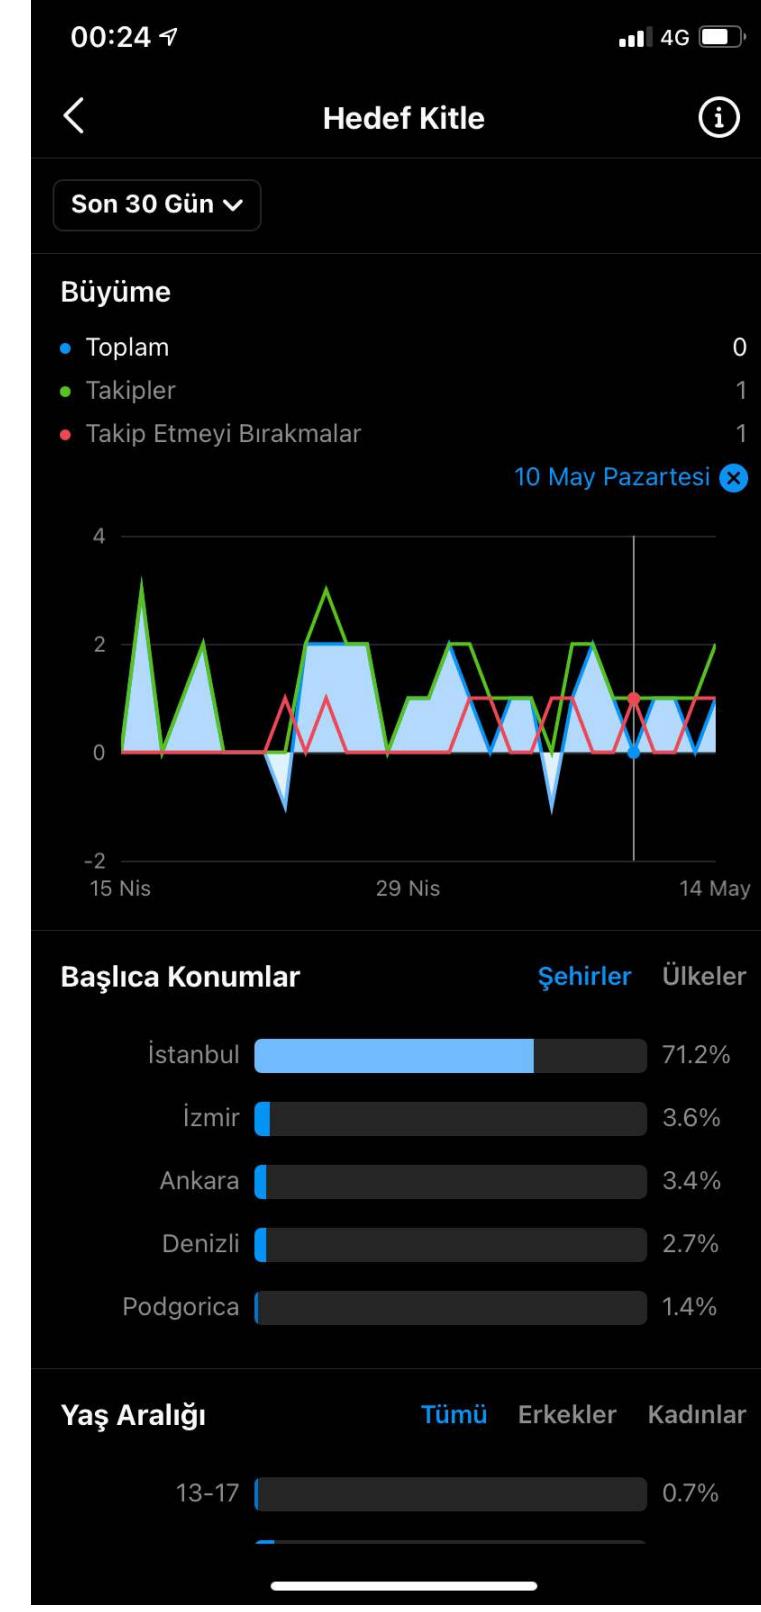 00:24 4G
Hedef Kitle
Son 30 Gün
Büyüme
Toplam 0
Takipler 1
Takip Etmeyi Bırakmalar 1
10 May Pazartesi
4
2
0
-2
15 Nis 29 Nis 14 May
Başlıca Konumlar Şehirler Ülkeler
İstanbul 71.2%
İzmir 3.6%
Ankara 3.4%
Denizli 2.7%
Podgorica 1.4%
Yaş Aralığı Tümü Erkekler Kadınlar
13-17 0.7%